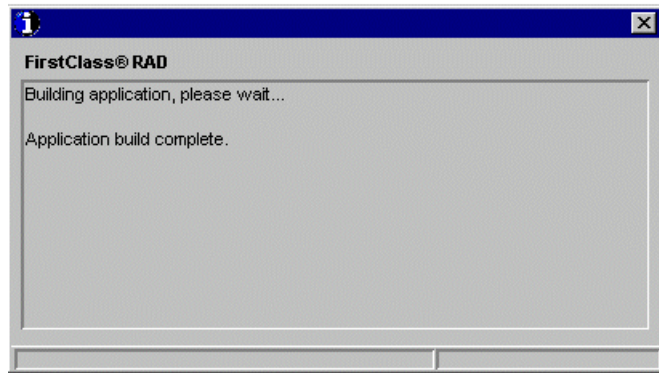 FirstClass® RAD
Building application, please wait...
Application build complete.